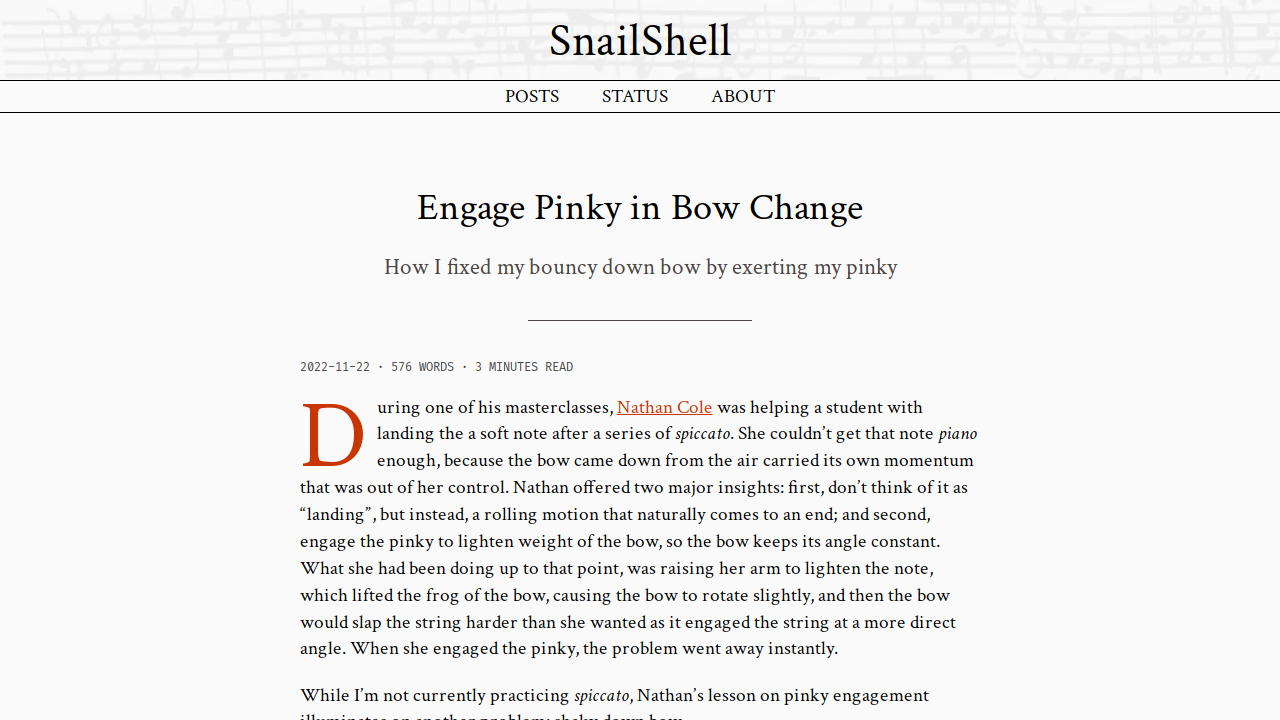 SnailShell
POSTS STATUS ABOUT
Engage Pinky in Bow Change
How I fixed my bouncy down bow by exerting my pinky
2022-11-22 · 576 WORDS · 3 MINUTES READ
During one of his masterclasses, Nathan Cole was helping a student with
landing the a soft note after a series of spiccato. She couldn’t get that note piano
enough, because the bow came down from the air carried its own momentum
that was out of her control. Nathan offered two major insights: first, don’t think of it as
“landing”, but instead, a rolling motion that naturally comes to an end; and second,
engage the pinky to lighten weight of the bow, so the bow keeps its angle constant.
What she had been doing up to that point, was raising her arm to lighten the note,
which lifted the frog of the bow, causing the bow to rotate slightly, and then the bow
would slap the string harder than she wanted as it engaged the string at a more direct
angle. When she engaged the pinky, the problem went away instantly.
While I’m not currently practicing spiccato, Nathan’s lesson on pinky engagement
illuminates on another problem: shaky down bow.